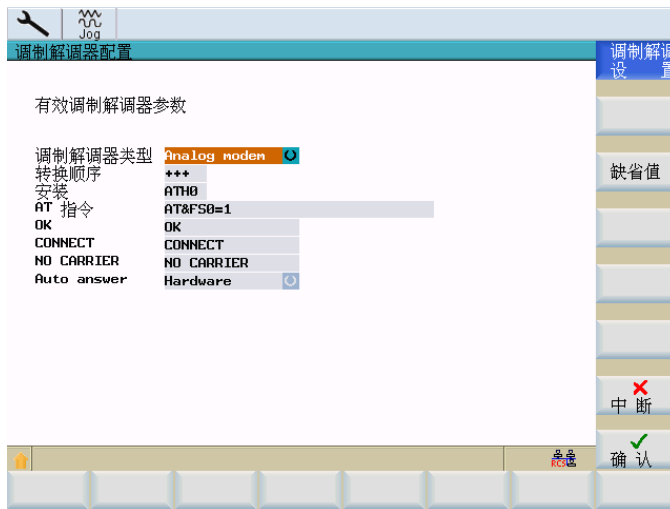 Jog
调制解调器配置
调制解
设 置
有效调制解调器参数
调制解调器类型 Analog modem
转换顺序 +++
缺省值
安装 ATH0
AT 指令 AT&FS0=1
OK OK
CONNECT CONNECT
NO CARRIER NO CARRIER
Auto answer Hardware
中断
RCS
确认